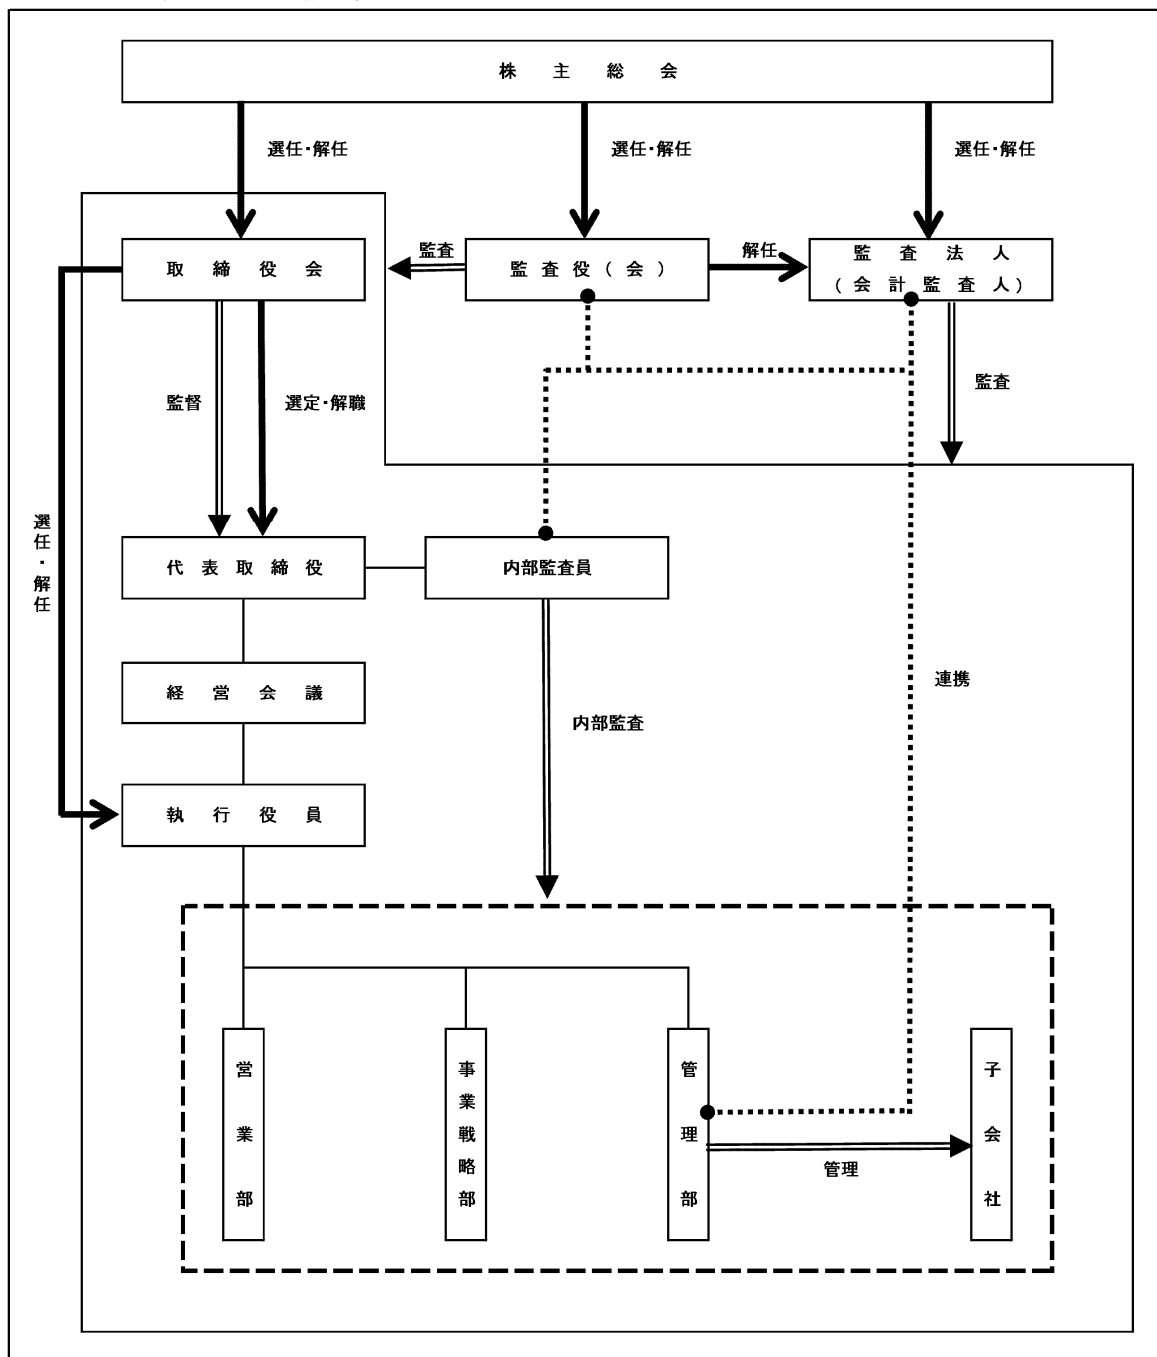 株主総会
選任・解任
選任・解任
選任・解任
取締役会
監査
監査役(会)
解任
監査法人
(会計監査人)
監督
選定・解職
監査
選任・解任
代表取締役
内部監査員
経営会議
連携
内部監査
執行役員
営業部
事業戦略部
管理部
子会社
管理